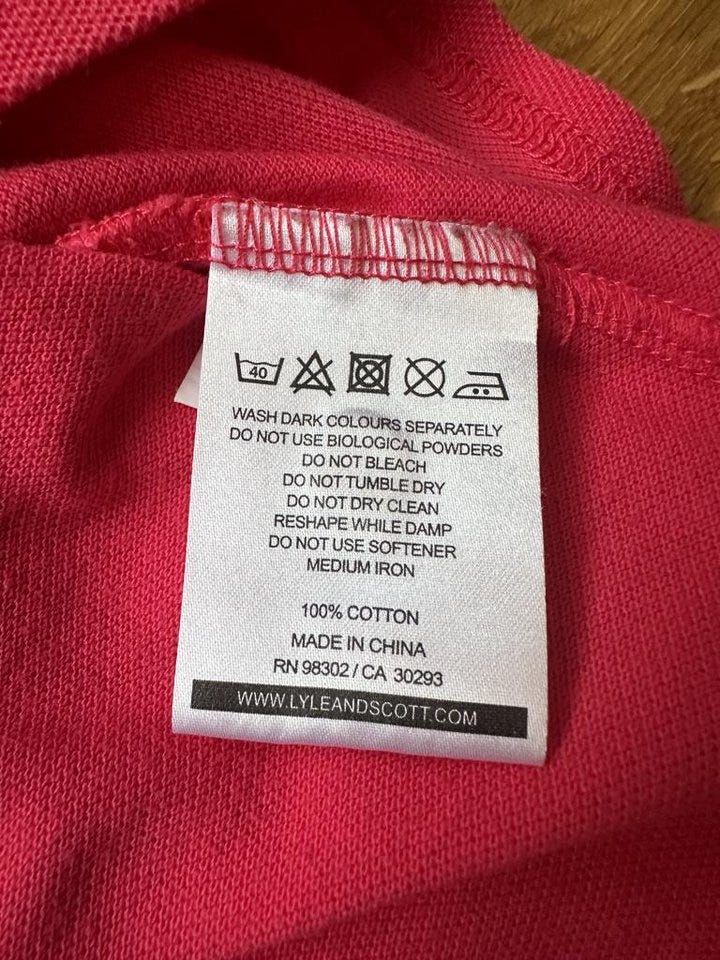 40
WASH DARK COLOURS SEPARATELY
DO NOT USE BIOLOGICAL POWDERS
DO NOT BLEACH
DO NOT TUMBLE DRY
DO NOT DRY CLEAN
RESHAPE WHILE DAMP
DO NOT USE SOFTENER
MEDIUM IRON
100% COTTON
MADE IN CHINA
RN 98302 / CA 30293
WWW.LYLEANDSCOTT.COM